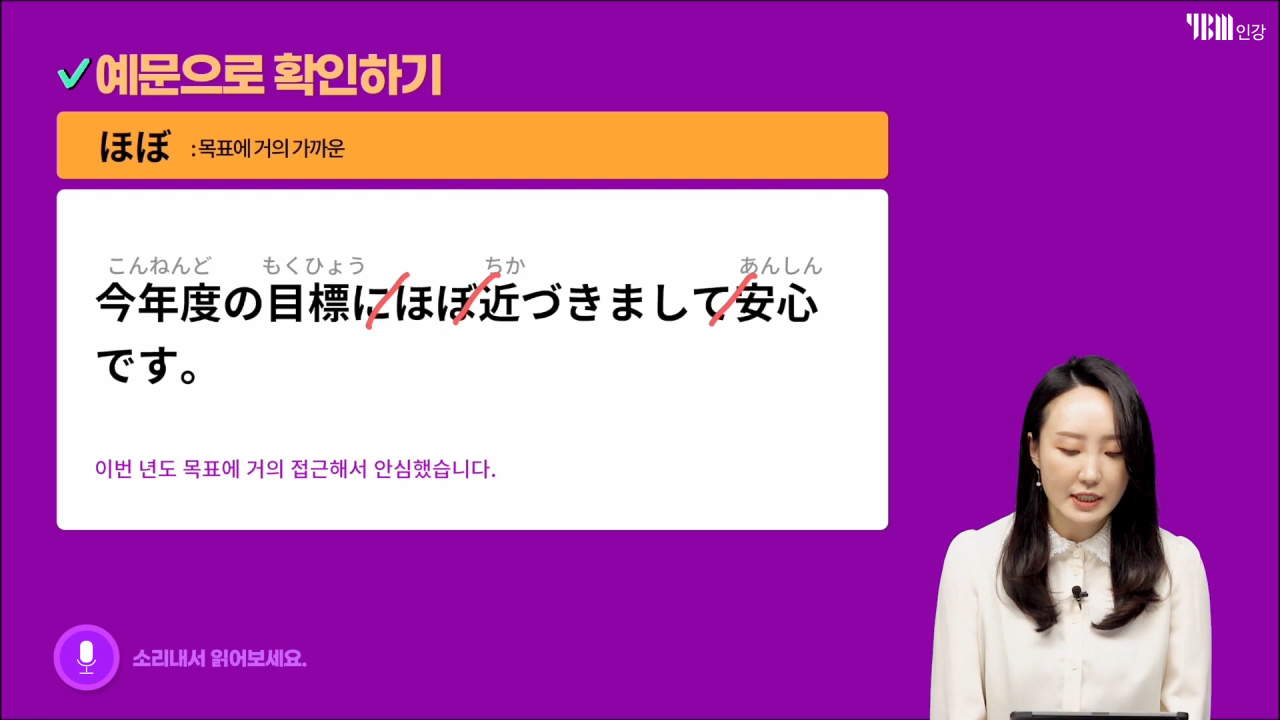 YBM인강
예문으로 확인하기
ほぼ : 목표에 거의 가까운
こんねんど もくひょう ちか あんしん
今年度の目標にほぼ近づきまして安心
です。
이번 년도 목표에 거의 접근해서 안심했습니다.
소리내서 읽어보세요.